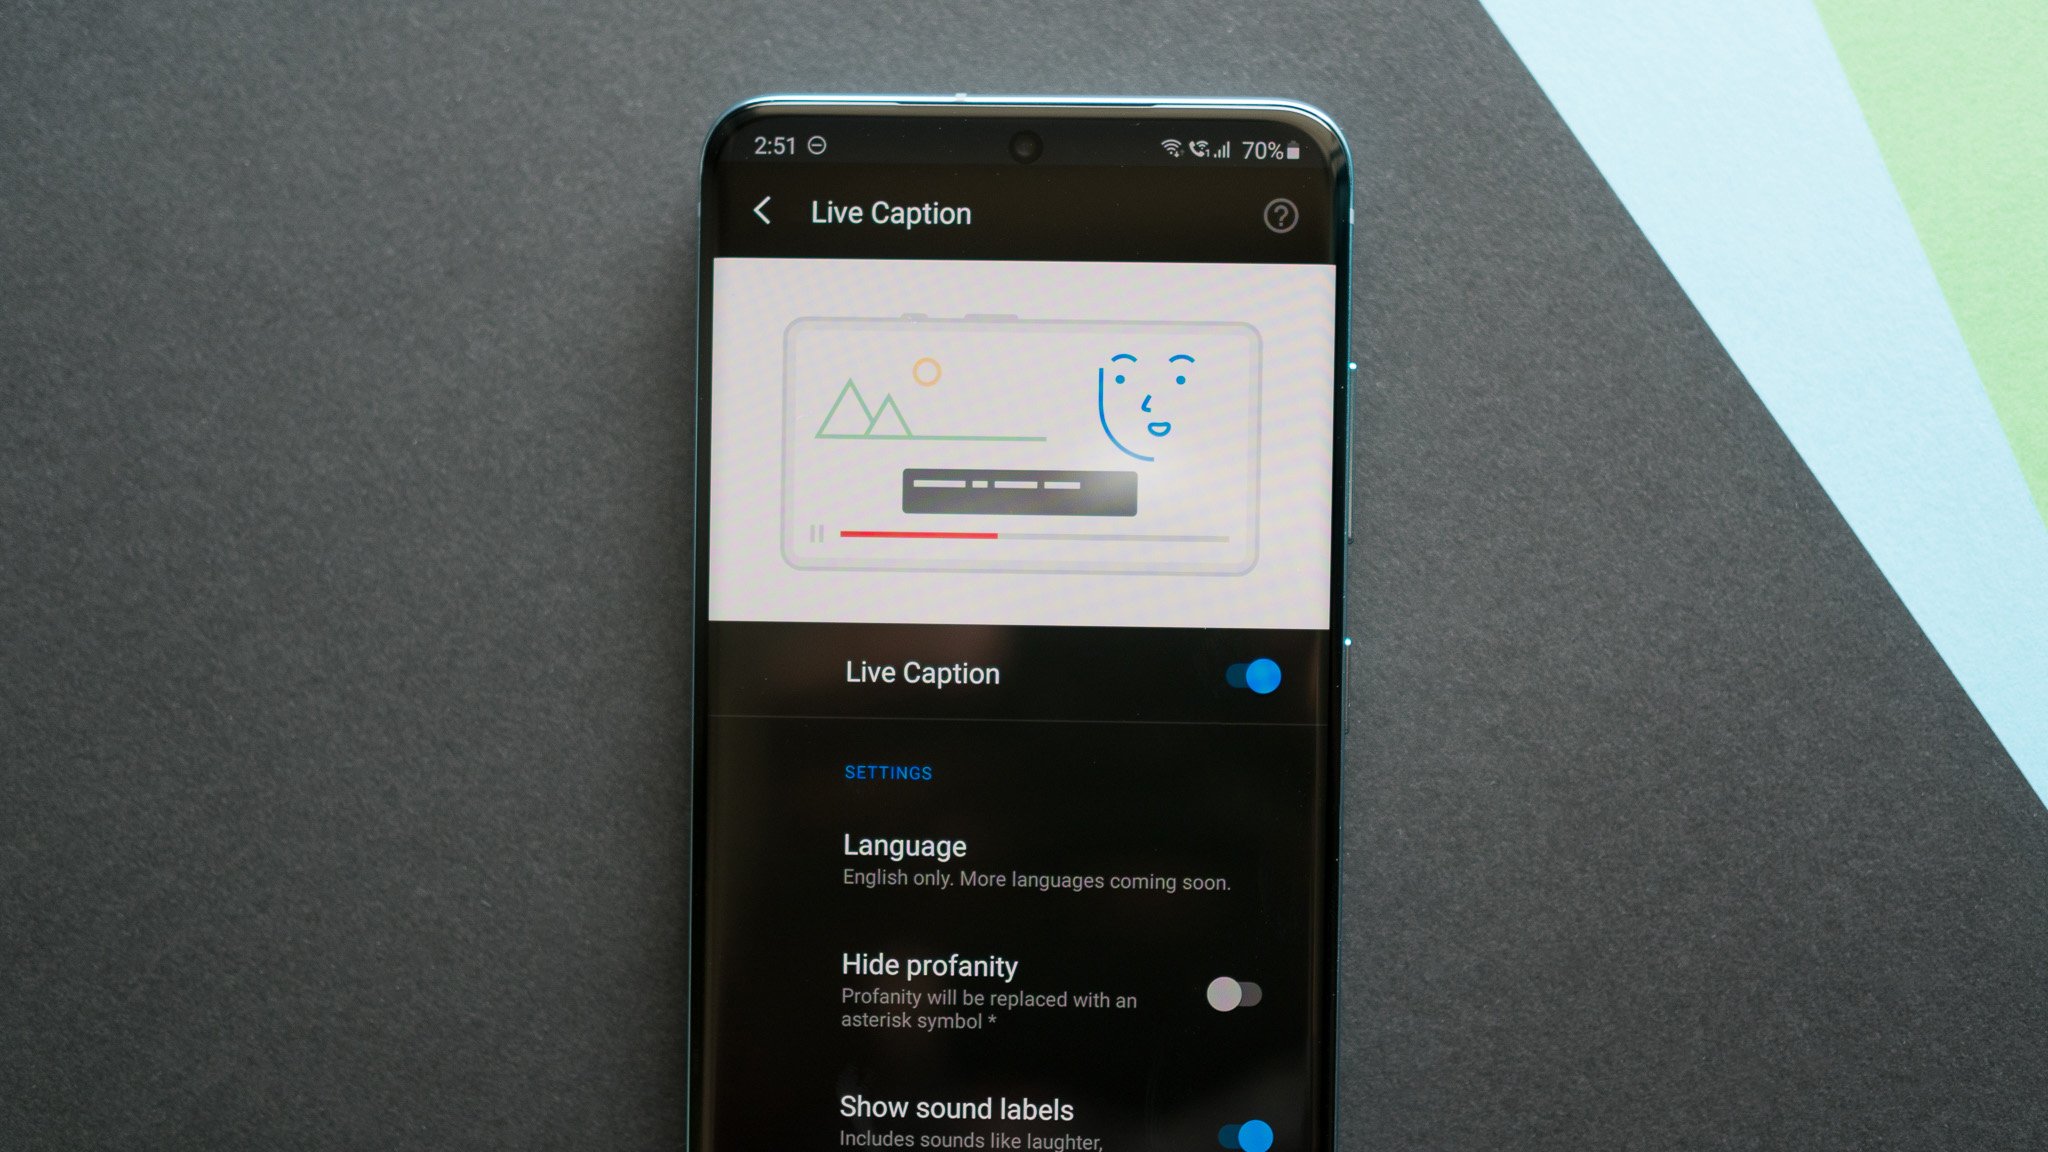 2:51 70%
Live Caption
Live Caption
SETTINGS
Language
English only. More languages coming soon.
Hide profanity
Profanity will be replaced with an
asterisk symbol *
Show sound labels
Includes sounds like laughter,